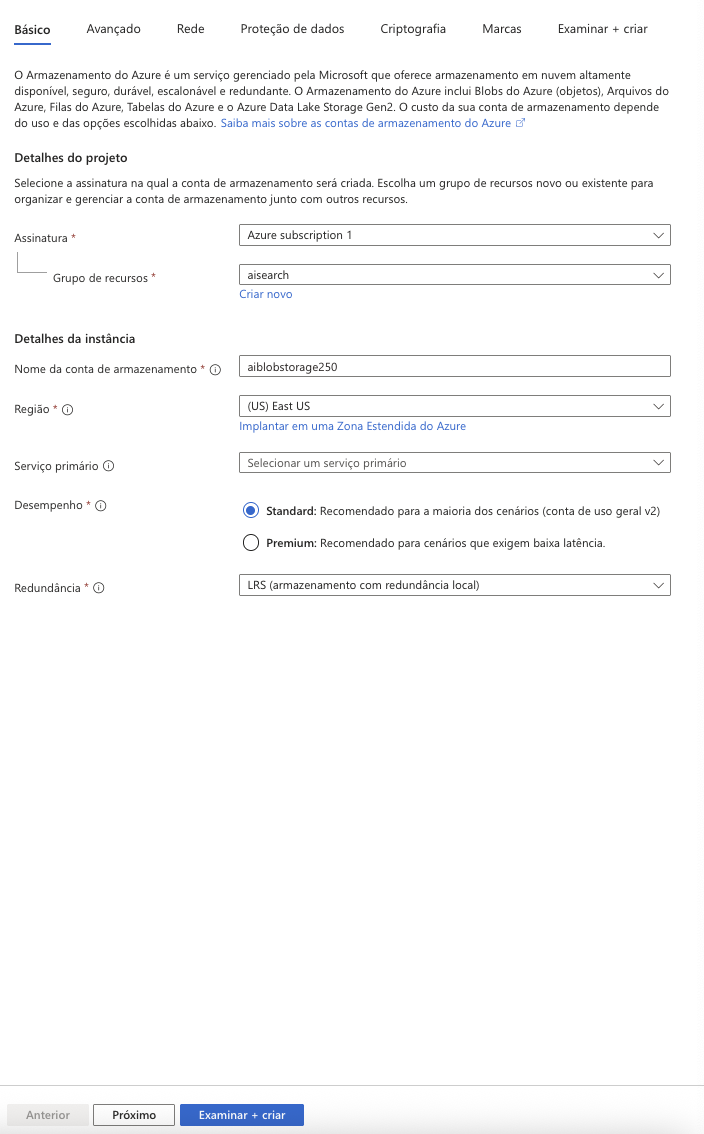 Básico Avançado Rede Proteção de dados Criptografia Marcas Examinar + criar
O Armazenamento do Azure é um serviço gerenciado pela Microsoft que oferece armazenamento em nuvem altamente
disponível, seguro, durável, escalonável e redundante. O Armazenamento do Azure inclui Blobs do Azure (objetos), Arquivos do
Azure, Filas do Azure, Tabelas do Azure e o Azure Data Lake Storage Gen2. O custo da sua conta de armazenamento depende
do uso e das opções escolhidas abaixo. Saiba mais sobre as contas de armazenamento do Azure
Detalhes do projeto
Selecione a assinatura na qual a conta de armazenamento será criada. Escolha um grupo de recursos novo ou existente para
organizar e gerenciar a conta de armazenamento junto com outros recursos.
Assinatura * Azure subscription 1
Grupo de recursos * aisearch
Criar novo
Detalhes da instância
Nome da conta de armazenamento * aiblobstorage250
Região * (US) East US
Implantar em uma Zona Estendida do Azure
Serviço primário Selecionar um serviço primário
Desempenho * Standard: Recomendado para a maioria dos cenários (conta de uso geral v2)
Premium: Recomendado para cenários que exigem baixa latência.
Redundância * LRS (armazenamento com redundância local)
Anterior Próximo Examinar + criar